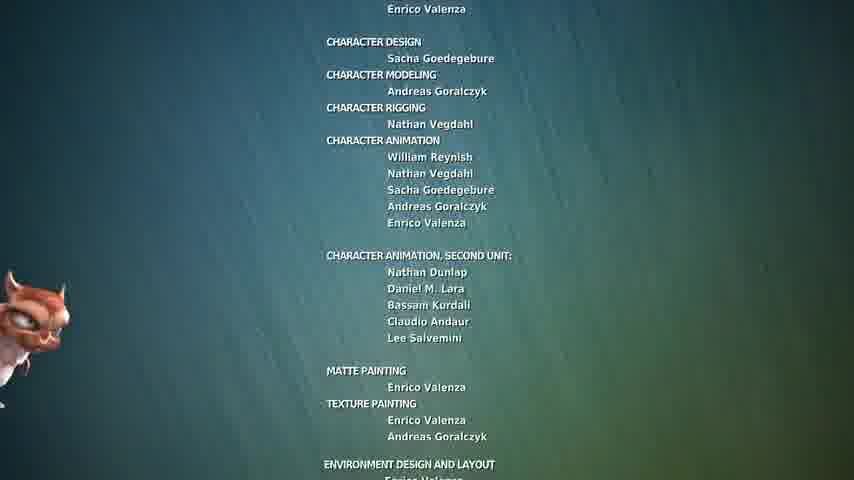 Enrico Valenza
CHARACTER DESIGN
Sacha Goedegebure
CHARACTER MODELING
Andreas Goralczyk
CHARACTER RIGGING
Nathan Vegdahl
CHARACTER ANIMATION
William Reynish
Nathan Vegdahl
Sacha Goedegebure
Andreas Goralczyk
Enrico Valenza
CHARACTER ANIMATION, SECOND UNIT:
Nathan Dunlap
Daniel M. Lara
Bassam Kurdali
Claudio Andaur
Lee Salvemini
MATTE PAINTING
Enrico Valenza
TEXTURE PAINTING
Enrico Valenza
Andreas Goralczyk
ENVIRONMENT DESIGN AND LAYOUT
Enrico Valenza